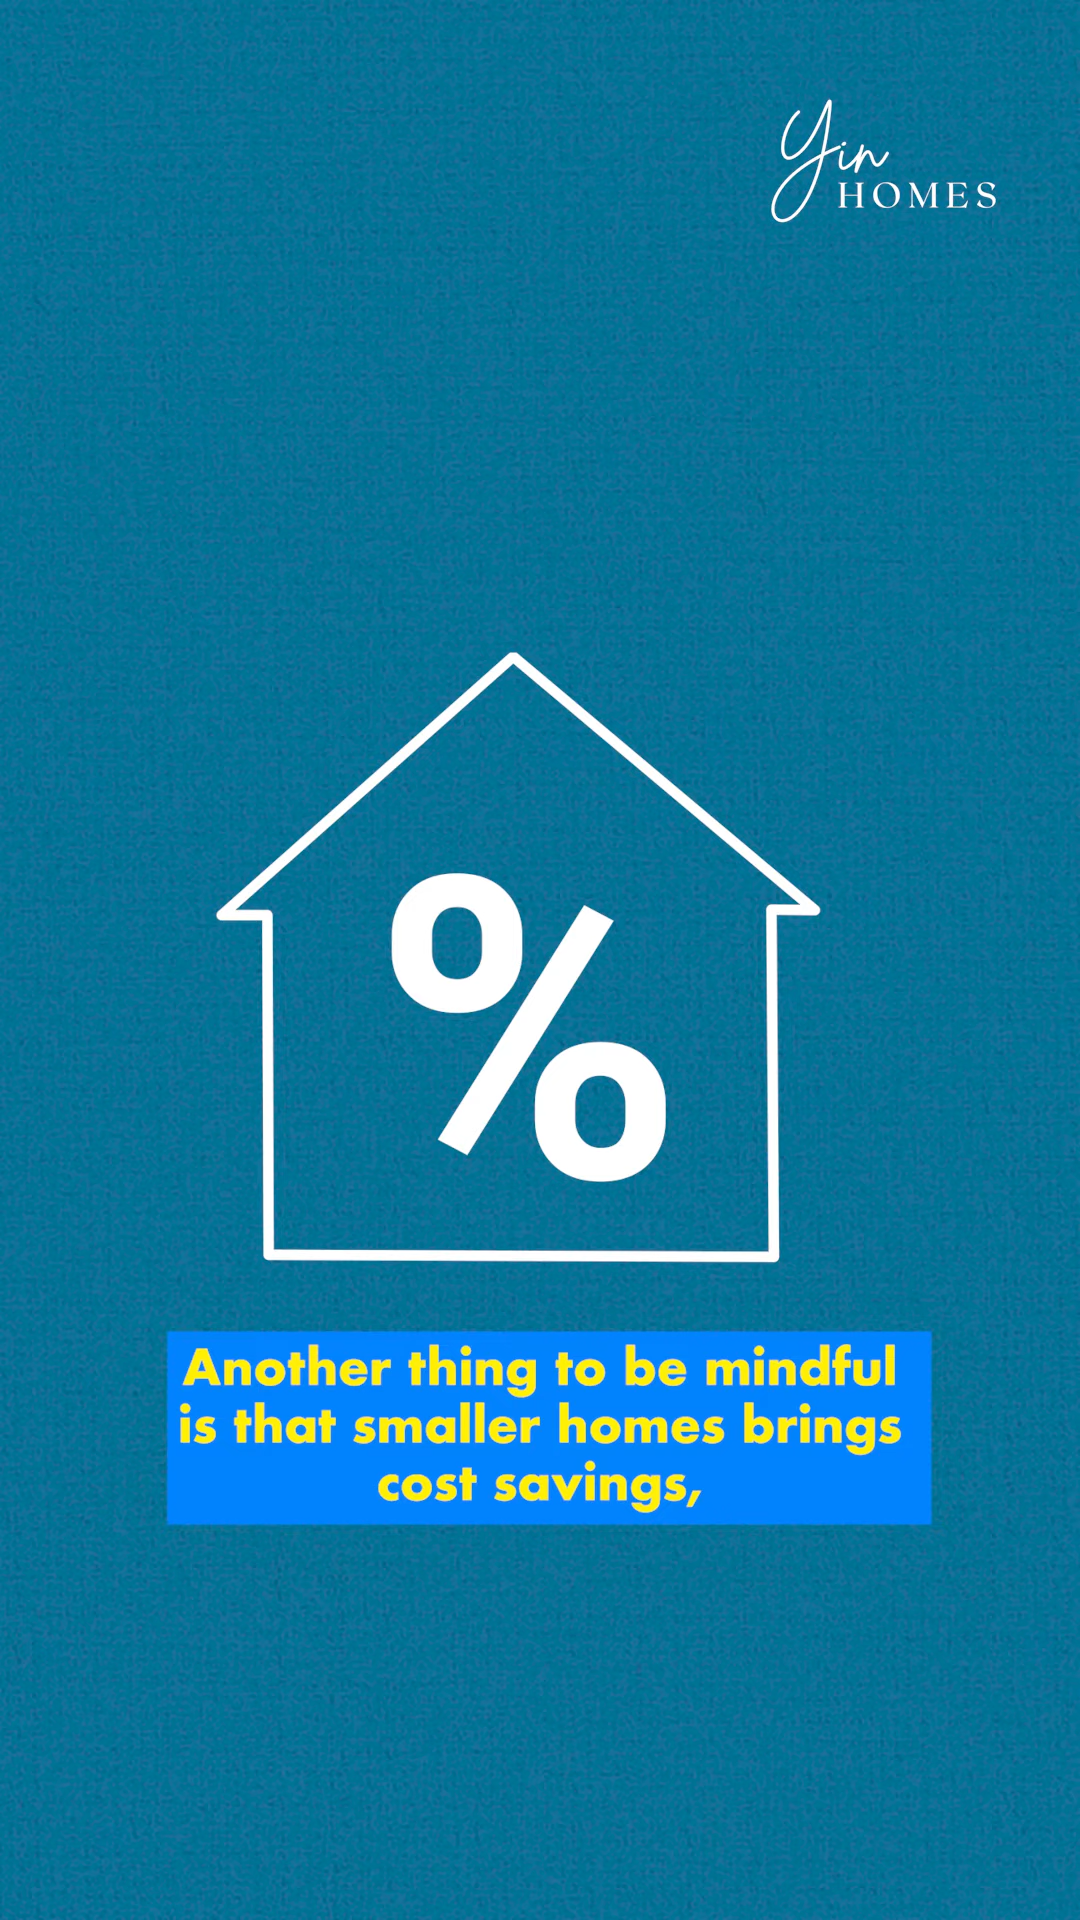 Yin
HOMES
%
Another thing to be mindful
is that smaller homes brings
cost savings,